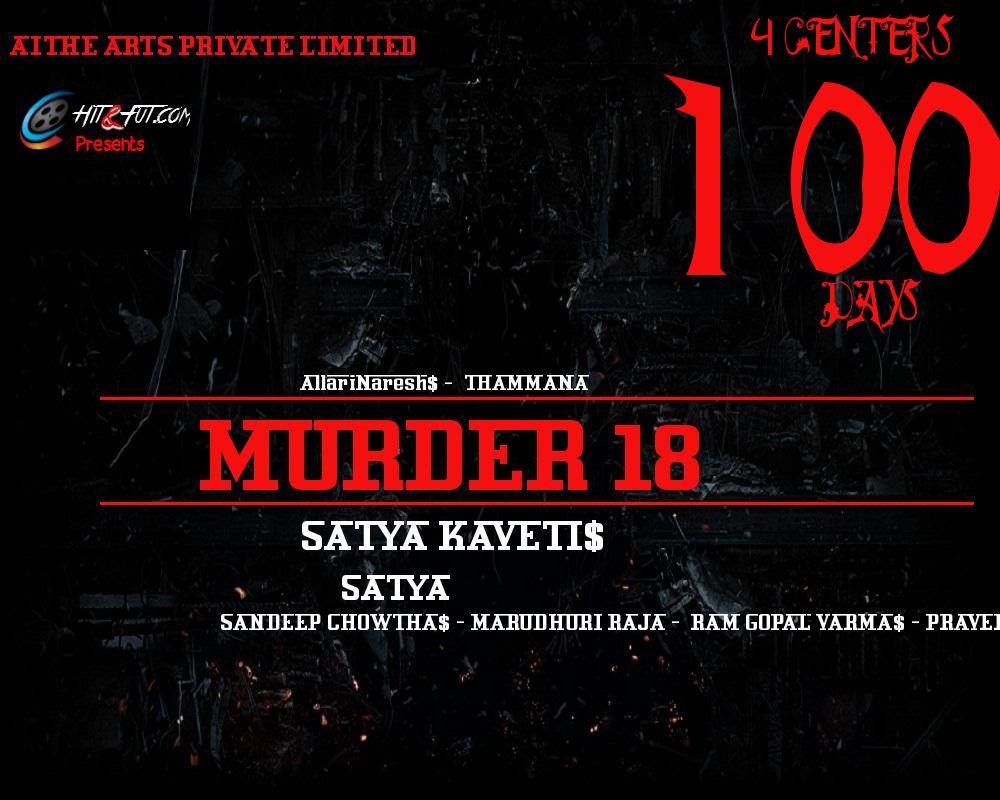 AITHE ARTS PRIVATE LIMITED
4 CENTERS
HIT&FUT.COM
Presents
100
DAYS
AllariNaresh$ - THAMMANA
MURDER 18
SATYA KAVETI$
SATYA
SANDEEP CHOWTHA$ - MARUDHURI RAJA - RAM GOPAL VARMA$ -